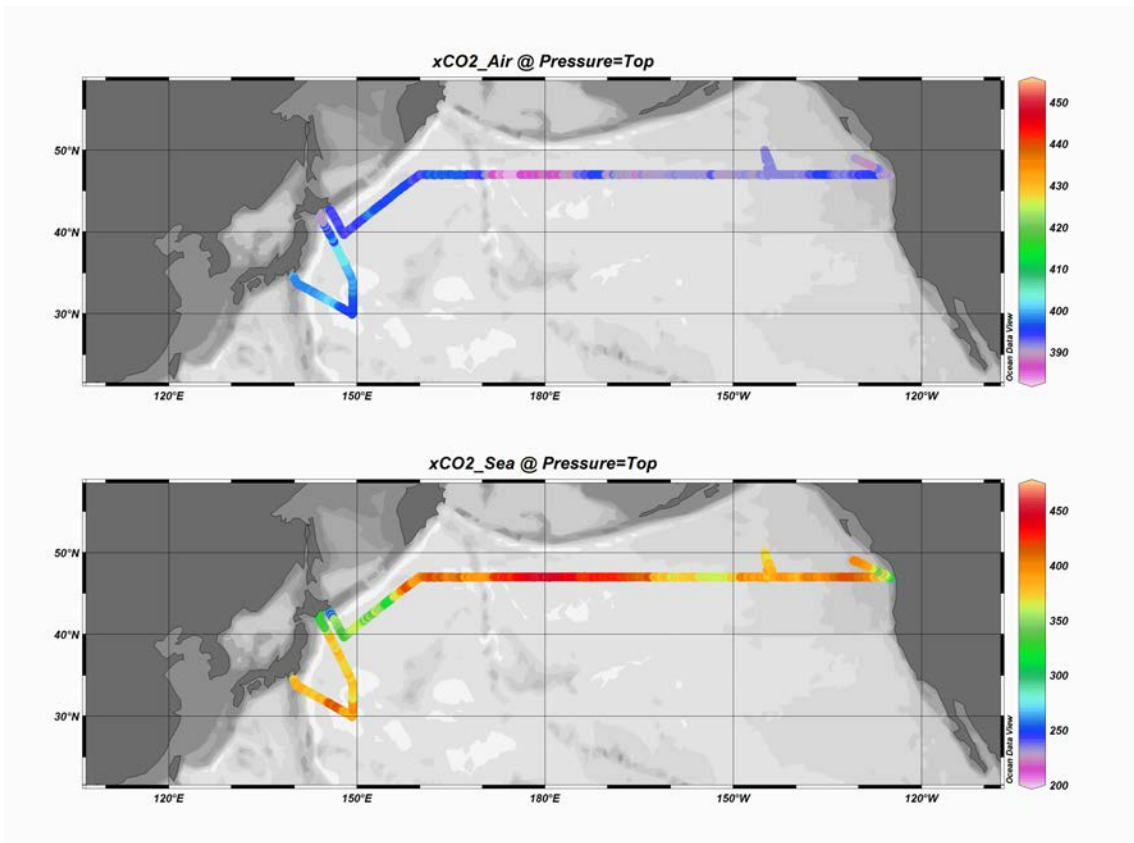 xCO2_Air @ Pressure=Top
50°N
40°N
30°N
120°E
150°E
180°E
150°W
120°W
450
440
430
420
410
400
390
Ocean Data View
xCO2_Sea @ Pressure=Top
50°N
40°N
30°N
120°E
150°E
180°E
150°W
120°W
450
400
350
300
250
200
Ocean Data View